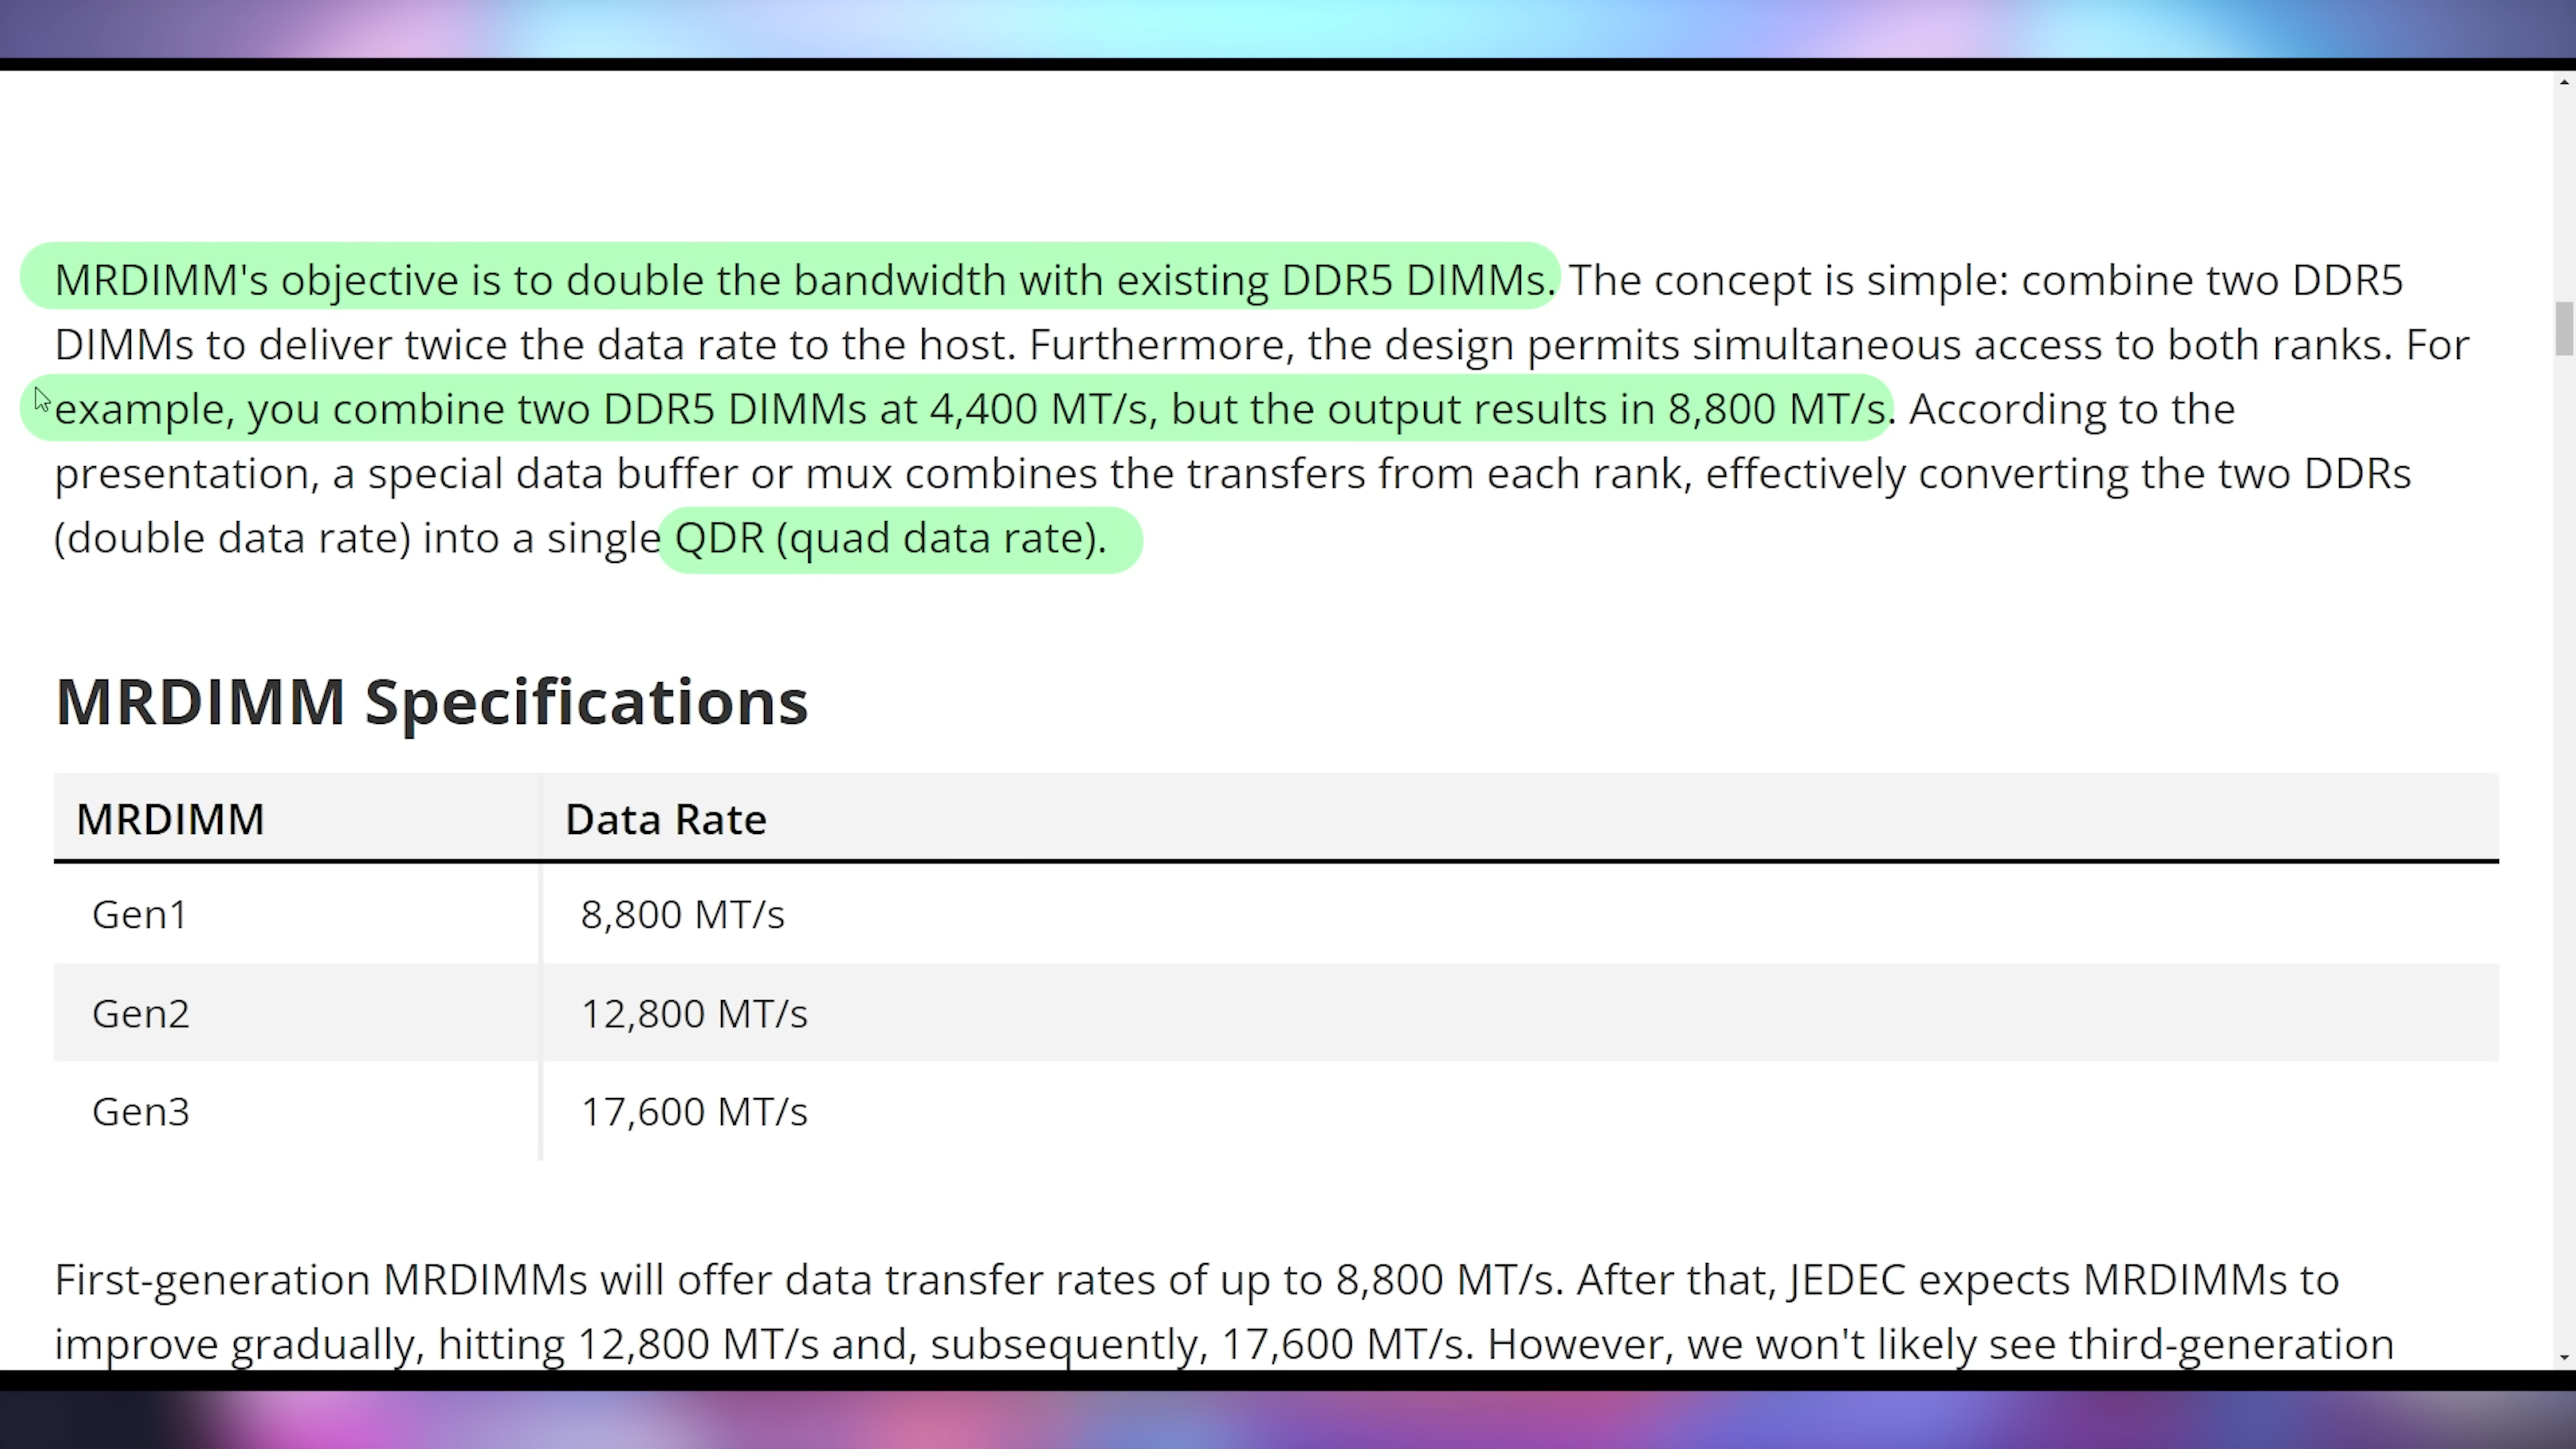 MRDIMM's objective is to double the bandwidth with existing DDR5 DIMMs. The concept is simple: combine two DDR5
DIMMs to deliver twice the data rate to the host. Furthermore, the design permits simultaneous access to both ranks. For
example, you combine two DDR5 DIMMs at 4,400 MT/s, but the output results in 8,800 MT/s. According to the
presentation, a special data buffer or mux combines the transfers from each rank, effectively converting the two DDRs
(double data rate) into a single QDR (quad data rate).
MRDIMM Specifications
MRDIMM Data Rate
Gen1 8,800 MT/s
Gen2 12,800 MT/s
Gen3 17,600 MT/s
First-generation MRDIMMs will offer data transfer rates of up to 8,800 MT/s. After that, JEDEC expects MRDIMMs to
improve gradually, hitting 12,800 MT/s and, subsequently, 17,600 MT/s. However, we won't likely see third-generation